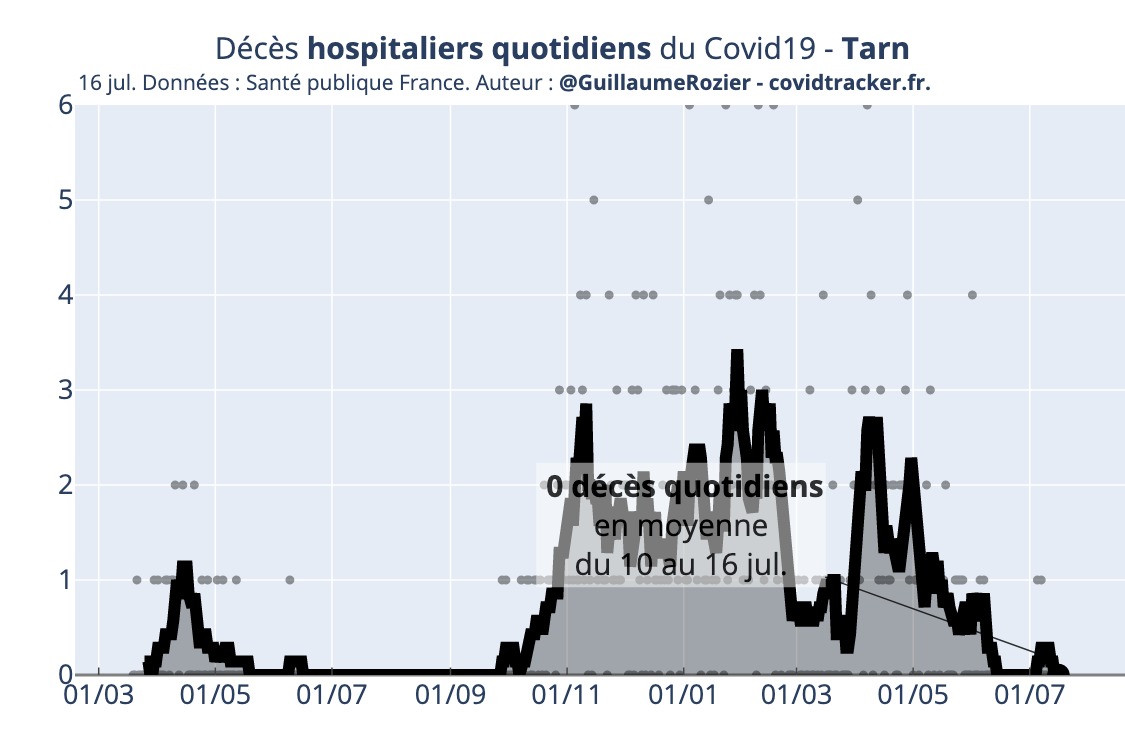 Décès hospitaliers quotidiens du Covid19 - Tarn
16 jul. Données : Santé publique France. Auteur : @GuillaumeRozier - covidtracker.fr.
6
5
4
3
2
1
0
0 décès quotidiens
en moyenne
du 10 au 16 jul.
01/03 01/05 01/07 01/09 01/11 01/01 01/03 01/05 01/07